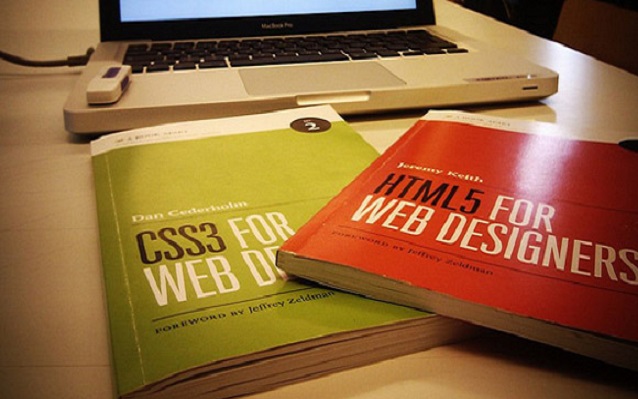 MacBook Pro
2
Dan Cederholm
CSS3 FOR
WEB DE
FOREWORD BY Jeffrey Zeldman
Jeremy Keith
HTML5 FOR
WEB DESIGNERS
FOREWORD BY Jeffrey Zeldman